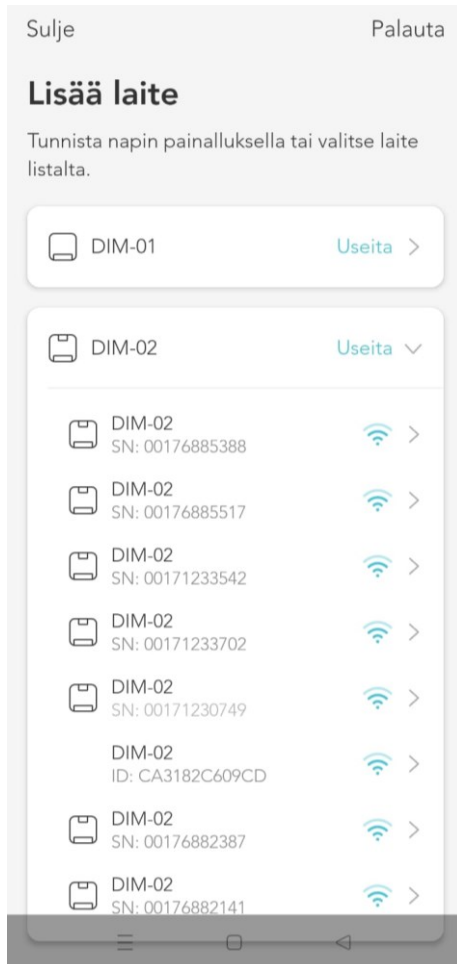 Sulje
Palauta
Lisää laite
Tunnista napin painalluksella tai valitse laite
listalta.
DIM-01
Useita
DIM-02
Useita
DIM-02
SN: 00176885388
DIM-02
SN: 00176885517
DIM-02
SN: 00171233542
DIM-02
SN: 00171233702
DIM-02
SN: 00171230749
DIM-02
ID: CA3182C609CD
DIM-02
SN: 00176882387
DIM-02
SN: 00176882141